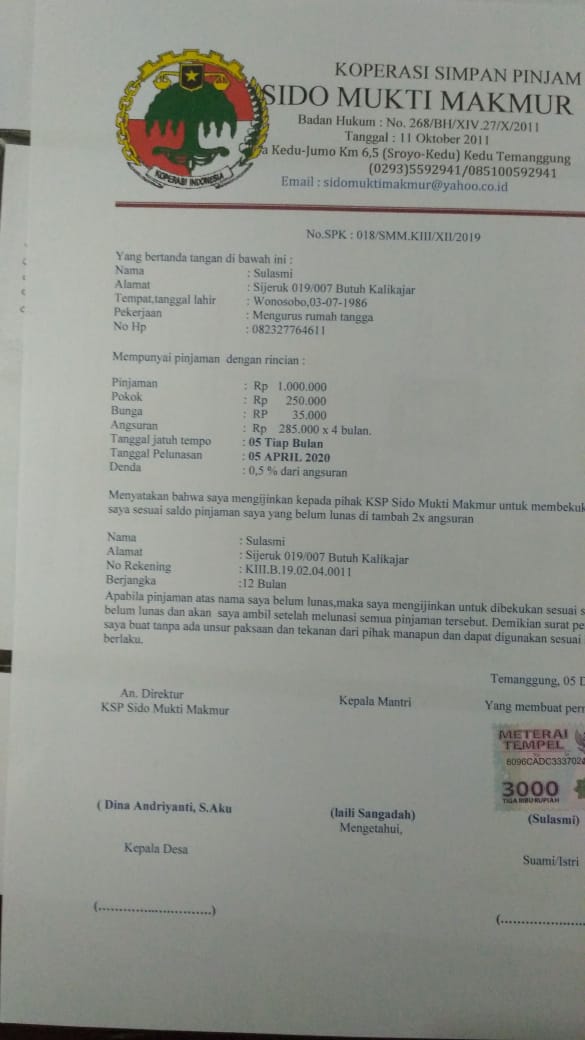 KOPERASI SIMPAN PINJAM
SIDO MUKTI MAKMUR
Badan Hukum : No. 268/BH/XIV.27/X/2011
Tanggal : 11 Oktober 2011
a Kedu-Jumo Km 6,5 (Sroyo-Kedu) Kedu Temanggung
(0293)5592941/085100592941
Email : sidomuktimakmur@yahoo.co.id
KOPERASI INDONESIA
No.SPK : 018/SMM.KIII/XII/2019
Yang bertanda tangan di bawah ini :
Nama : Sulasmi
Alamat : Sijeruk 019/007 Butuh Kalikajar
Tempat,tanggal lahir : Wonosobo,03-07-1986
Pekerjaan : Mengurus rumah tangga
No Hp : 082327764611
Mempunyai pinjaman dengan rincian :
Pinjaman : Rp 1.000.000
Pokok : Rp 250.000
Bunga : RP 35.000
Angsuran : Rp 285.000 x 4 bulan.
Tanggal jatuh tempo : 05 Tiap Bulan
Tanggal Pelunasan : 05 APRIL 2020
Denda : 0,5 % dari angsuran
Menyatakan bahwa saya mengijinkan kepada pihak KSP Sido Mukti Makmur untuk membekuk
saya sesuai saldo pinjaman saya yang belum lunas di tambah 2x angsuran
Nama : Sulasmi
Alamat : Sijeruk 019/007 Butuh Kalikajar
No Rekening : KIII.B.19.02.04.0011
Berjangka :12 Bulan
Apabila pinjaman atas nama saya belum lunas,maka saya mengijinkan untuk dibekukan sesuai s
belum lunas dan akan saya ambil setelah melunasi semua pinjaman tersebut. Demikian surat pe
saya buat tanpa ada unsur paksaan dan tekanan dari pihak manapun dan dapat digunakan sesuai
berlaku.
Temanggung, 05 D
An. Direktur Kepala Mantri Yang membuat pern
KSP Sido Mukti Makmur
METERAI
TEMPEL
6096CADC333702
3000
TIGA RIBU RUPIAH
( Dina Andriyanti, S.Aku (laili Sangadah) (Sulasmi)
Mengetahui,
Kepala Desa Suami/Istri
(............................) (......................